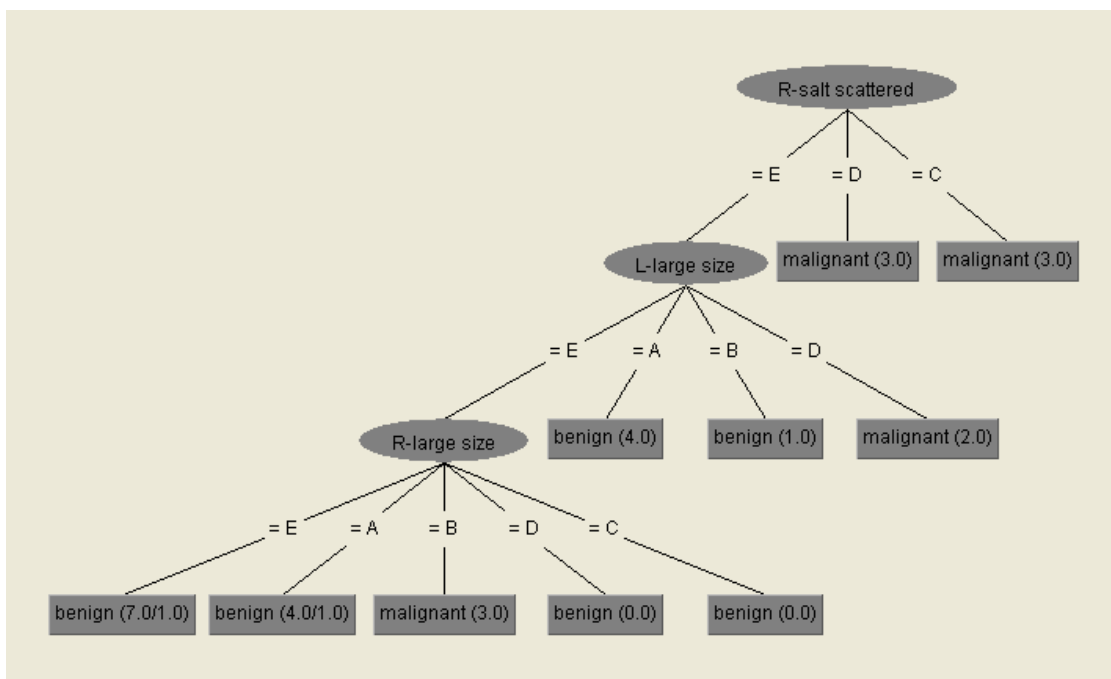 R-salt scattered
= E
= D
= C
L-large size
malignant (3.0)
malignant (3.0)
= E
= A
= B
= D
R-large size
benign (4.0)
benign (1.0)
malignant (2.0)
= E
= A
= B
= D
= C
benign (7.0/1.0)
benign (4.0/1.0)
malignant (3.0)
benign (0.0)
benign (0.0)